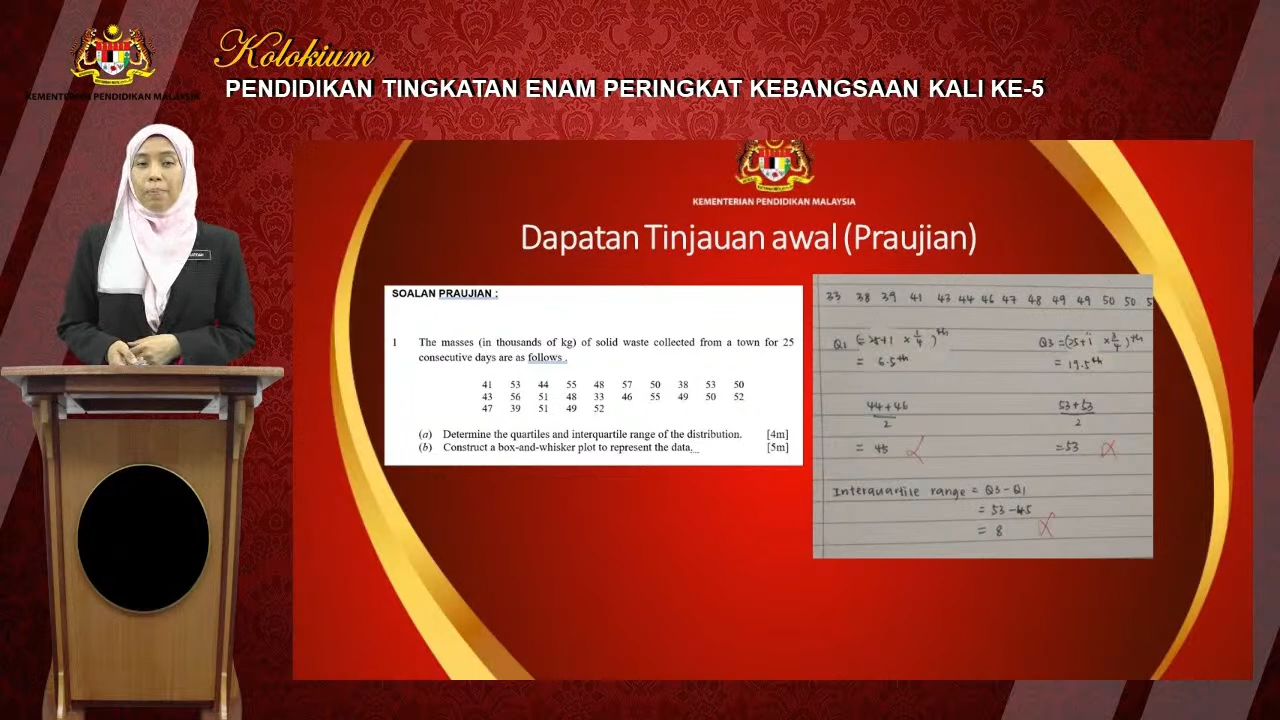 Kolokium
PENDIDIKAN TINGKATAN ENAM PERINGKAT KEBANGSAAN KALI KE-5
KEMENTERIAN PENDIDIKAN MALAYSIA
KEMENTERIAN PENDIDIKAN MALAYSIA
Dapatan Tinjauan awal (Praujian)
SOALAN PRAUJIAN :
1 The masses (in thousands of kg) of solid waste collected from a town for 25
consecutive days are as follows .
41 53 44 55 48 57 50 38 53 50
43 56 51 48 33 46 55 49 50 52
47 39 51 49 52
(a) Determine the quartiles and interquartile range of the distribution. [4m]
(b) Construct a box-and-whisker plot to represent the data. [5m]
33 38 39 41 43 44 46 47 48 49 49 50 50 5
Q1 = (25+1 × 1/4)th
= 6.5th
44+46
2
= 45
Q3 = (25+1 × 3/4)th
= 19.5th
53+53
2
= 53
Interquartile range = Q3 - Q1
= 53 - 45
= 8